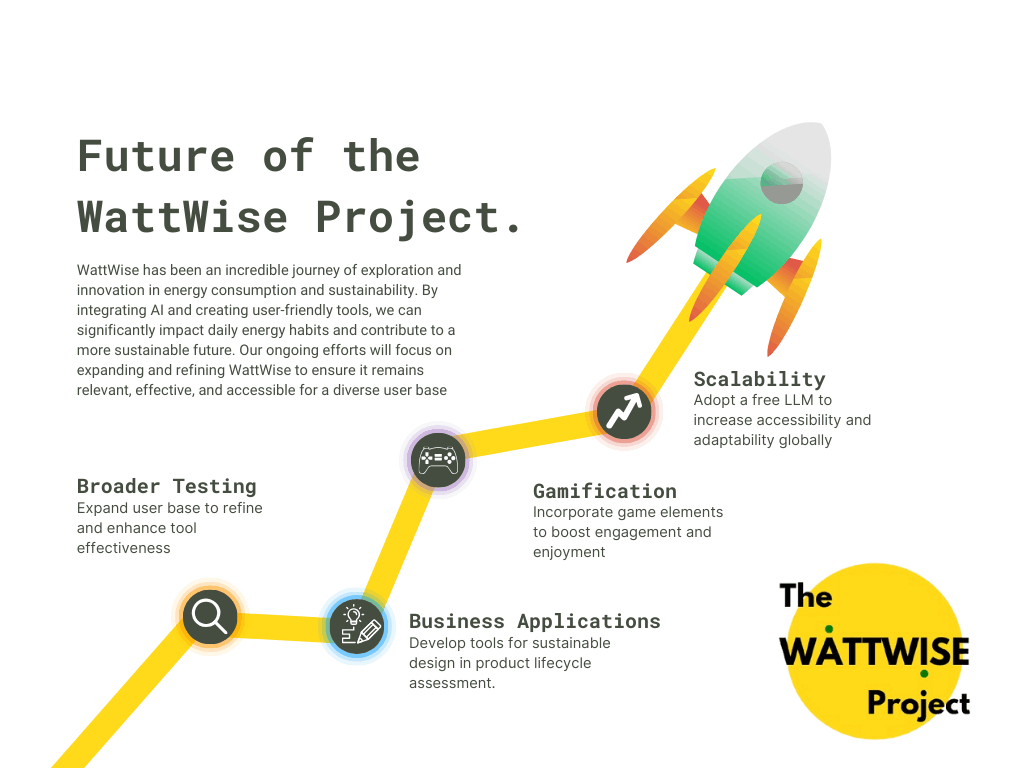 Future of the
WattWise Project.
WattWise has been an incredible journey of exploration and
innovation in energy consumption and sustainability. By
integrating AI and creating user-friendly tools, we can
significantly impact daily energy habits and contribute to a
more sustainable future. Our ongoing efforts will focus on
expanding and refining WattWise to ensure it remains
relevant, effective, and accessible for a diverse user base
Scalability
Adopt a free LLM to
increase accessibility and
adaptability globally
Broader Testing
Expand user base to refine
and enhance tool
effectiveness
Gamification
Incorporate game elements
to boost engagement and
enjoyment
Business Applications
Develop tools for sustainable
design in product lifecycle
assessment.
The
WATTWISE
Project